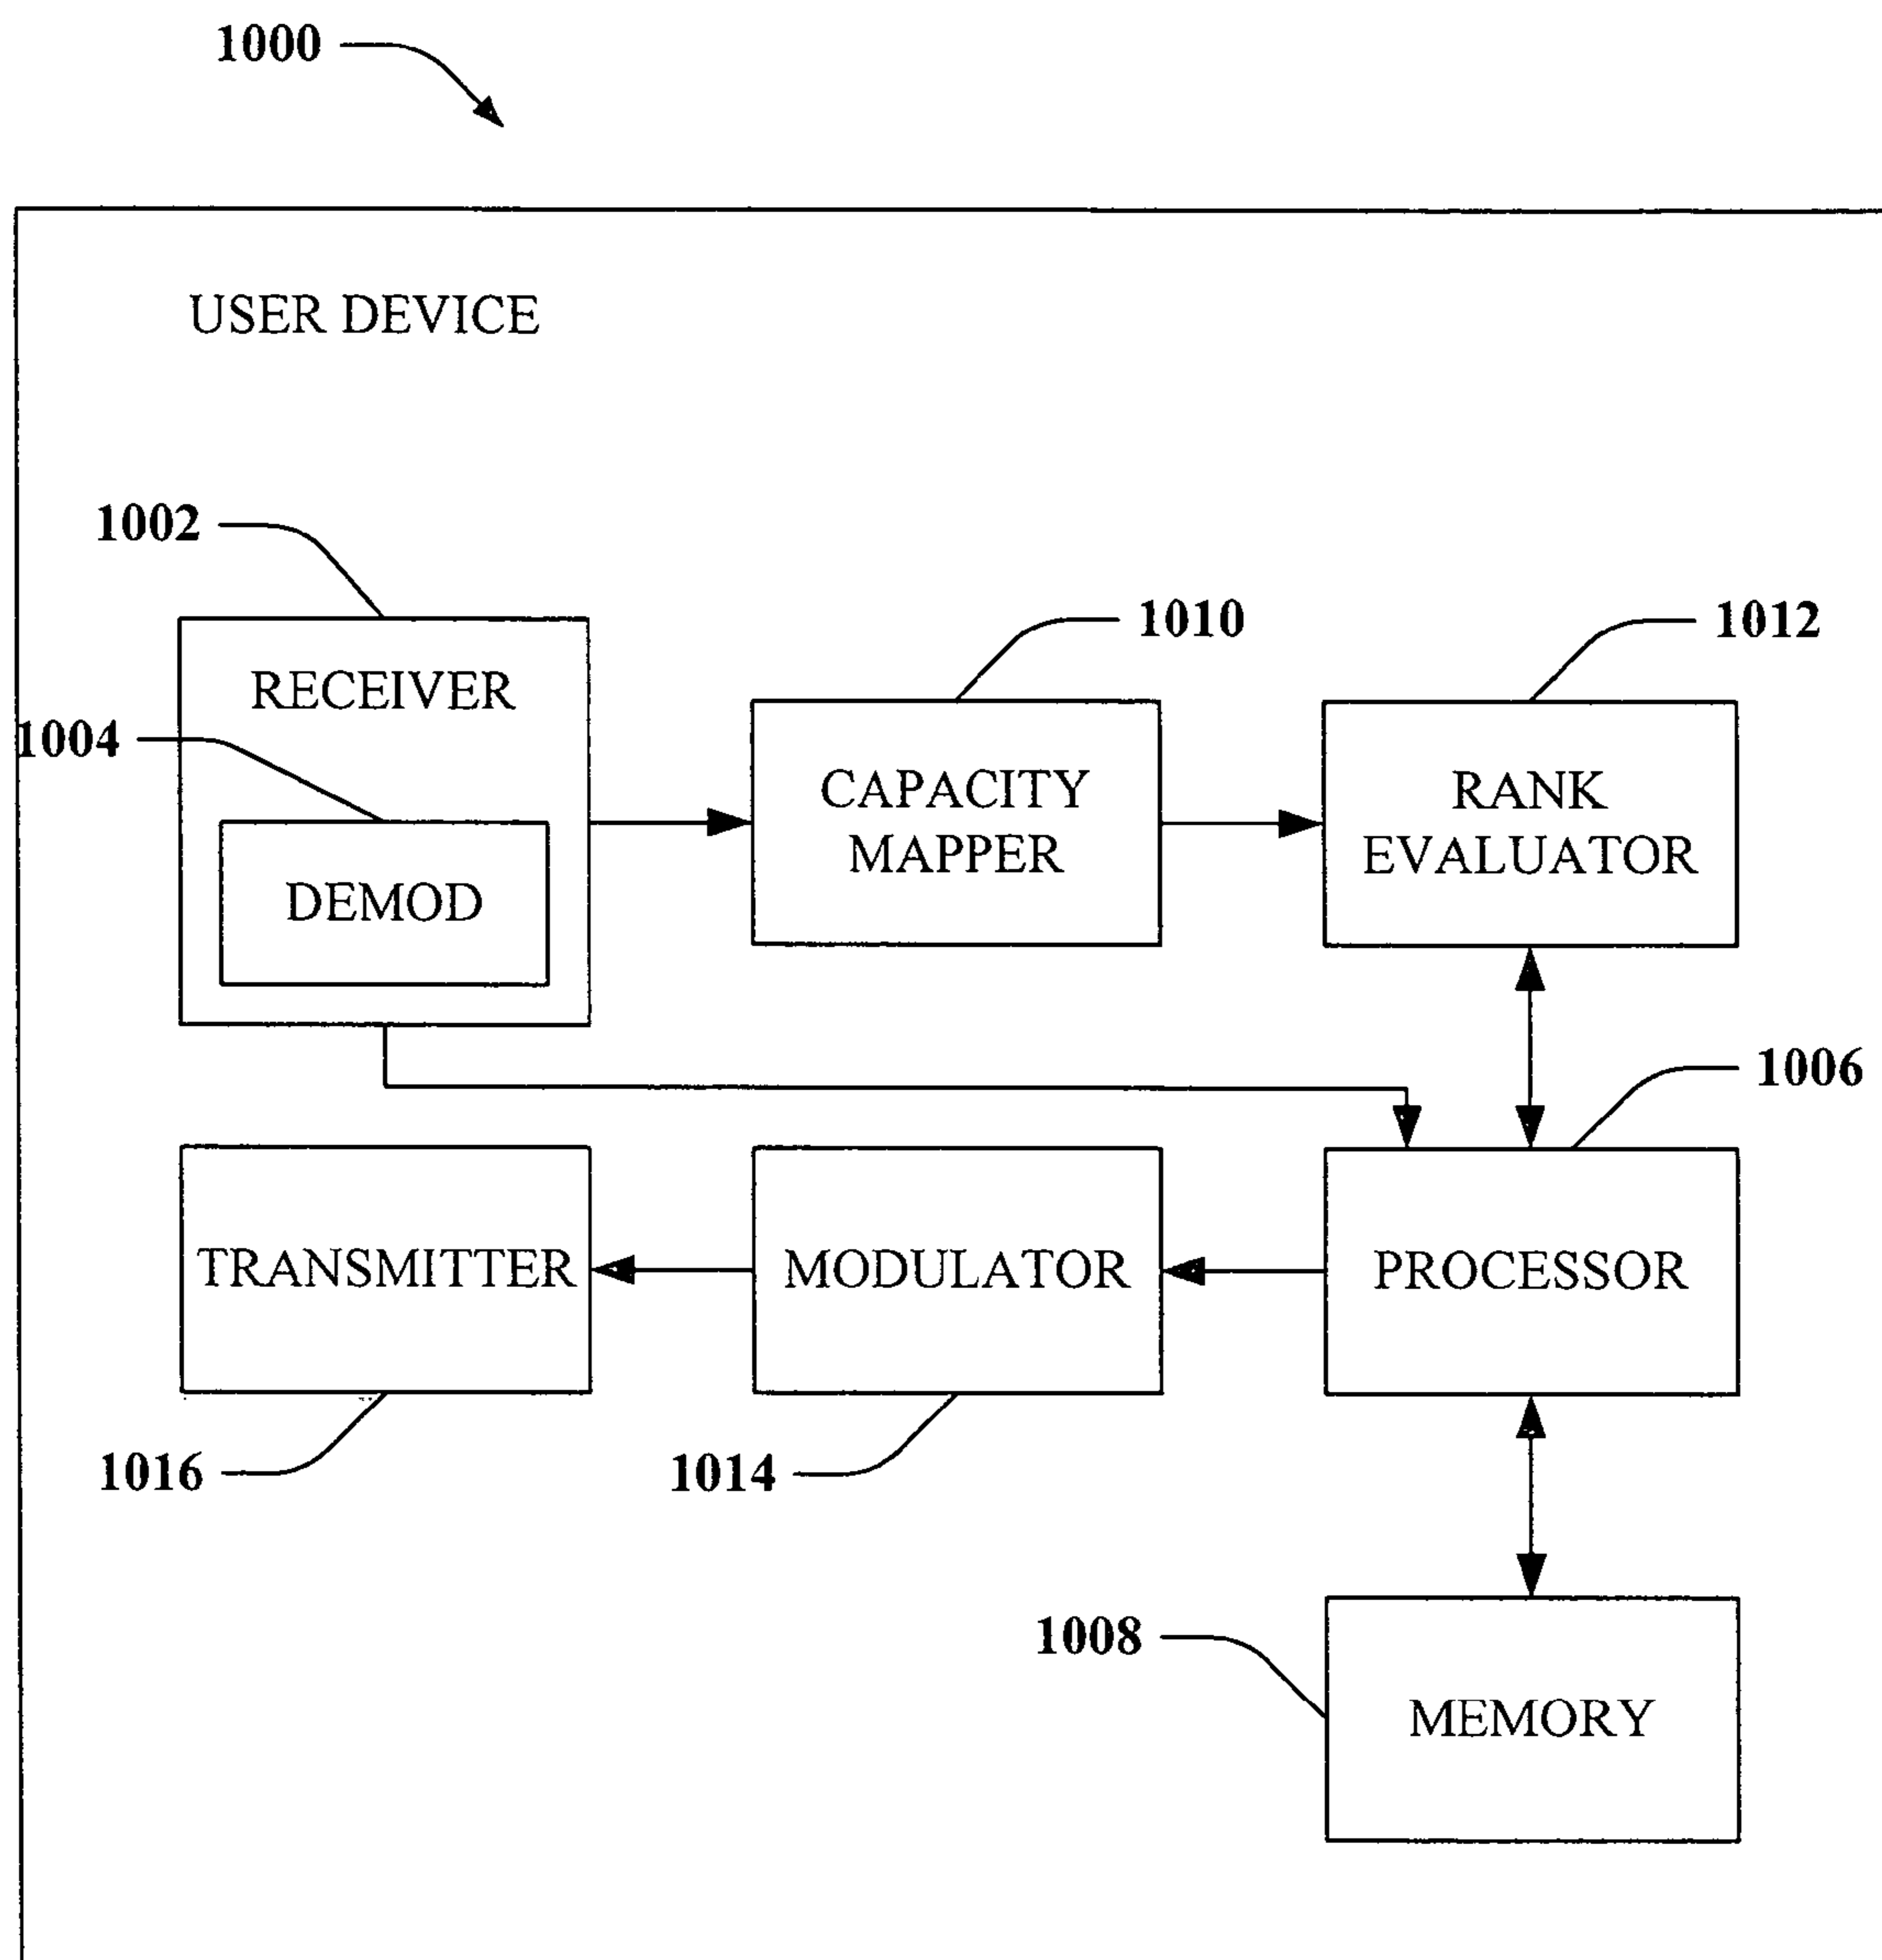 1000
USER DEVICE
1002
1010
1012
RECEIVER
1004
CAPACITY
MAPPER
RANK
EVALUATOR
DEMOD
1006
TRANSMITTER
MODULATOR
PROCESSOR
1016
1014
1008
MEMORY